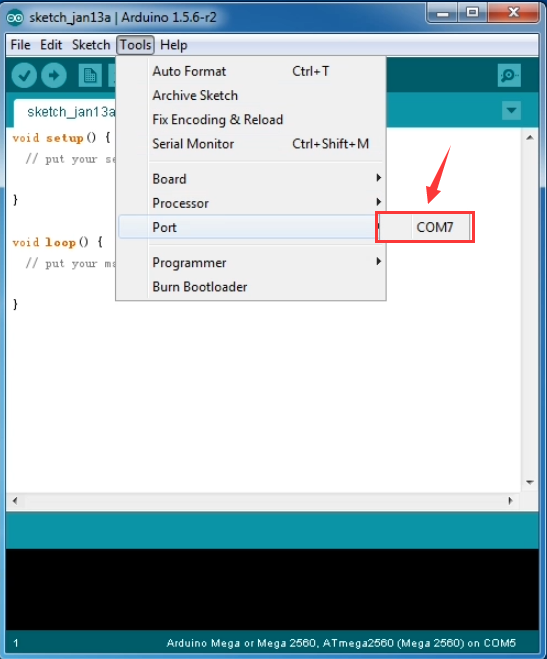 sketch_jan13a | Arduino 1.5.6-r2
File Edit Sketch Tools Help
Auto Format Ctrl+T
Archive Sketch
Fix Encoding & Reload
Serial Monitor Ctrl+Shift+M
Board
Processor
Port
COM7
Programmer
Burn Bootloader
sketch_jan13a
void setup() {
// put your se
}
void loop() {
// put your ma
}
1 Arduino Mega or Mega 2560, ATmega2560 (Mega 2560) on COM5